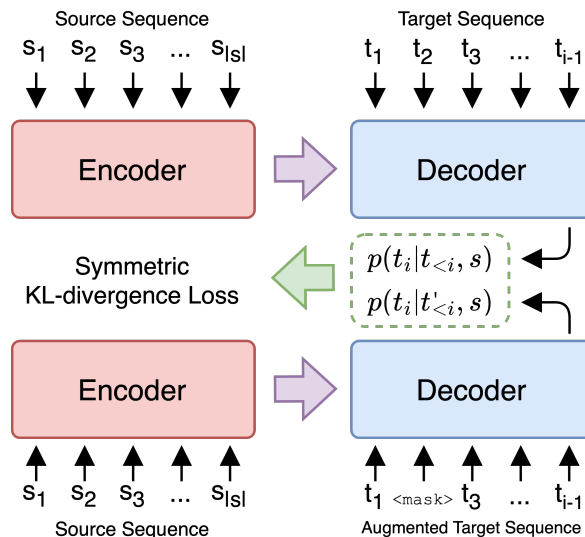 Source Sequence
s1 s2 s3 ... s|s|
Target Sequence
t1 t2 t3 ... ti-1
Encoder
Decoder
Symmetric
KL-divergence Loss
p(ti|t<i, s)
p(ti|t'<i, s)
Encoder
Decoder
s1 s2 s3 ... s|s|
Source Sequence
t1 <mask> t3 ... ti-1
Augmented Target Sequence